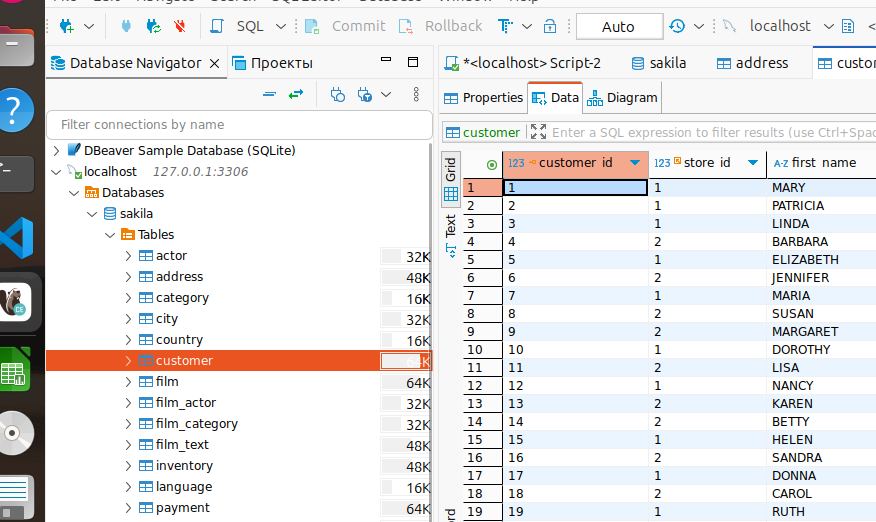 SQL Commit Rollback Auto localhost
Database Navigator Проекты
*<localhost> Script-2 sakila address
Properties Data Diagram
Filter connections by name
customer Enter a SQL expression to filter results (use Ctrl+Spac
DBeaver Sample Database (SQLite)
localhost 127.0.0.1:3306
Databases
sakila
Tables
actor 32K
address 48K
category 16K
city 32K
country 16K
customer 64K
film 64K
film_actor 32K
film_category 32K
film_text 48K
inventory 48K
language 16K
payment 64K
Grid
Text
123 customer_id 123 store_id A-Z first_name
1 1 1 MARY
2 2 1 PATRICIA
3 3 1 LINDA
4 4 2 BARBARA
5 5 1 ELIZABETH
6 6 2 JENNIFER
7 7 1 MARIA
8 8 2 SUSAN
9 9 2 MARGARET
10 10 1 DOROTHY
11 11 2 LISA
12 12 1 NANCY
13 13 2 KAREN
14 14 2 BETTY
15 15 1 HELEN
16 16 2 SANDRA
17 17 1 DONNA
18 18 2 CAROL
19 19 1 RUTH